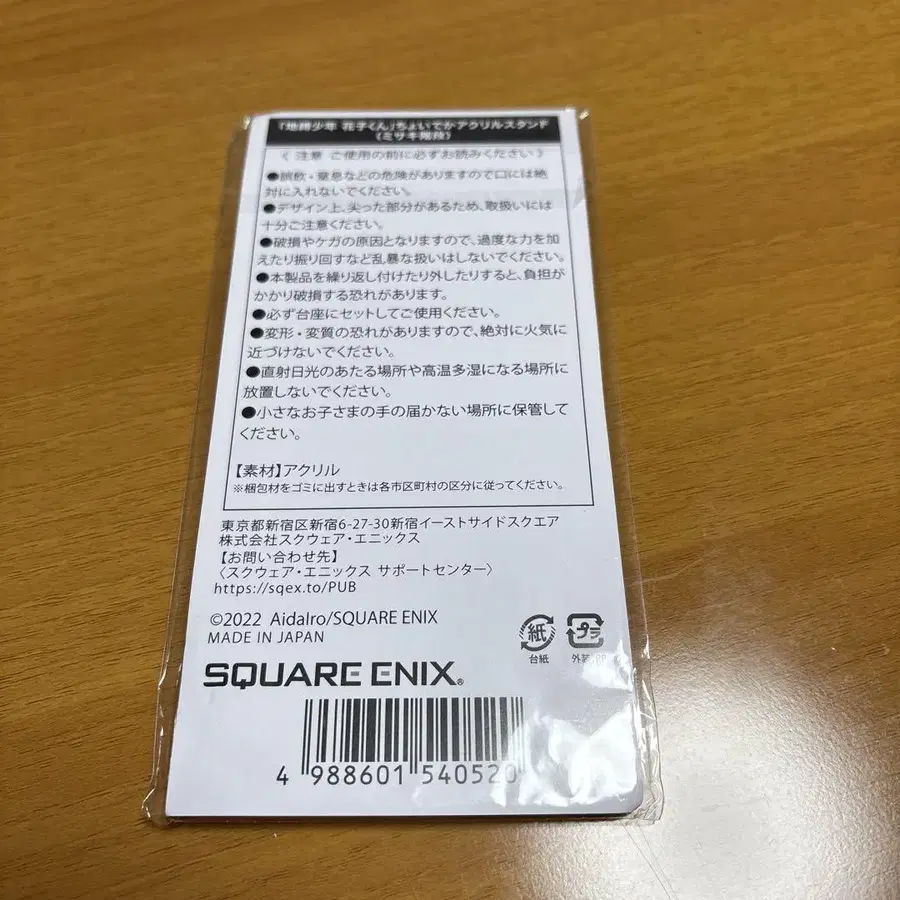 「地縛少年 花子くん」ちょいでかアクリルスタンド
（ミサキ階段）
《 注意 ご使用の前に必ずお読みください 》
●誤飲・窒息などの危険がありますので口には絶
対に入れないでください。
●デザイン上、尖った部分があるため、取扱いには
十分ご注意ください。
●破損やケガの原因となりますので、過度な力を加
えたり振り回すなど乱暴な扱いはしないでください。
●本製品を繰り返し付けたり外したりすると、負担が
かかり破損する恐れがあります。
●必ず台座にセットしてご使用ください。
●変形・変質の恐れがありますので、絶対に火気に
近づけないでください。
●直射日光のあたる場所や高温多湿になる場所に
放置しないでください。
●小さなお子さまの手の届かない場所に保管して
ください。
【素材】アクリル
※梱包材をゴミに出すときは各市区町村の区分に従ってください。
東京都新宿区新宿6-27-30新宿イーストサイドスクエア
株式会社スクウェア・エニックス
【お問い合わせ先】
〈スクウェア・エニックス サポートセンター〉
https://sqex.to/PUB
©2022 AidaIro/SQUARE ENIX
MADE IN JAPAN
紙 プラ
台紙 外装:PP
SQUARE ENIX®
4 988601 540520